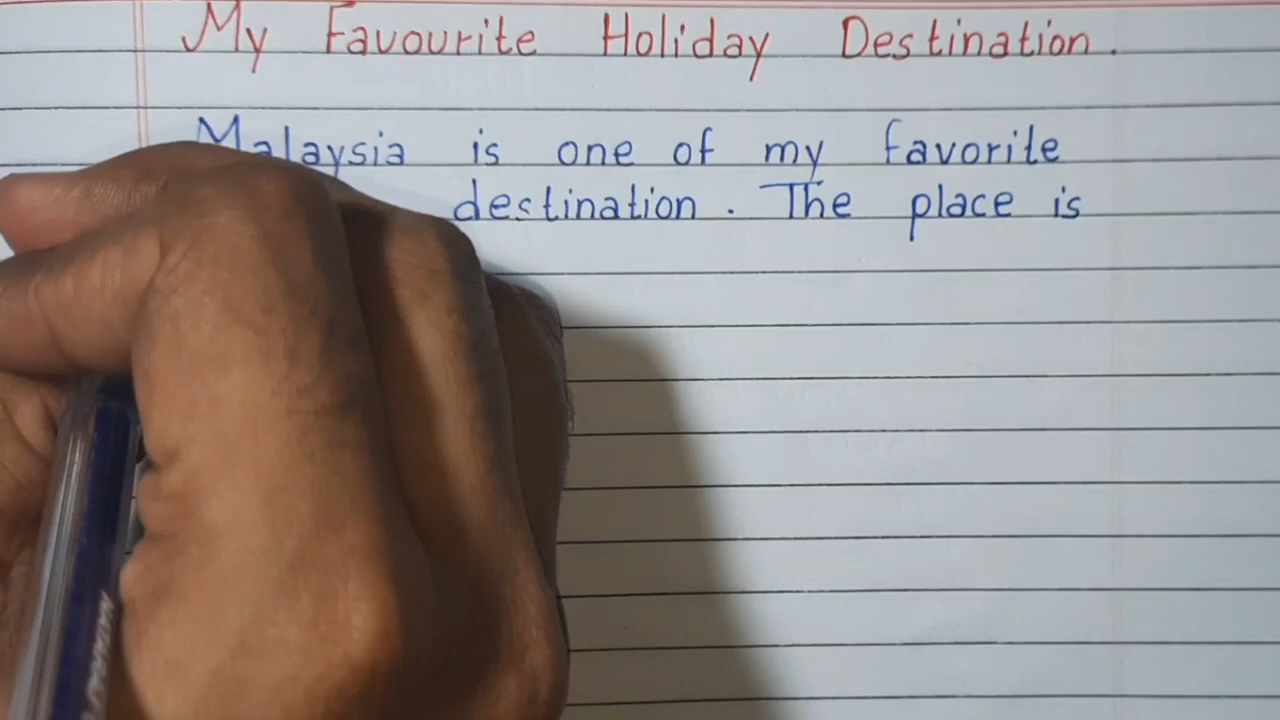 My Favourite Holiday Destination.
Malaysia is one of my favorite
destination. The place is